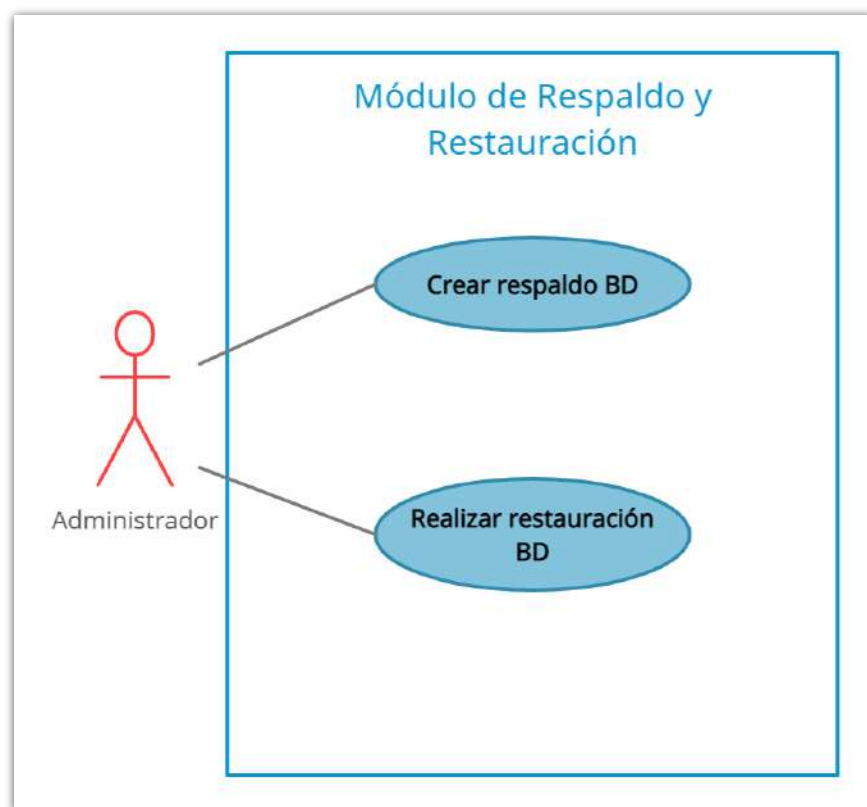 Módulo de Respaldo y
Restauración
Crear respaldo BD
Administrador
Realizar restauración
BD